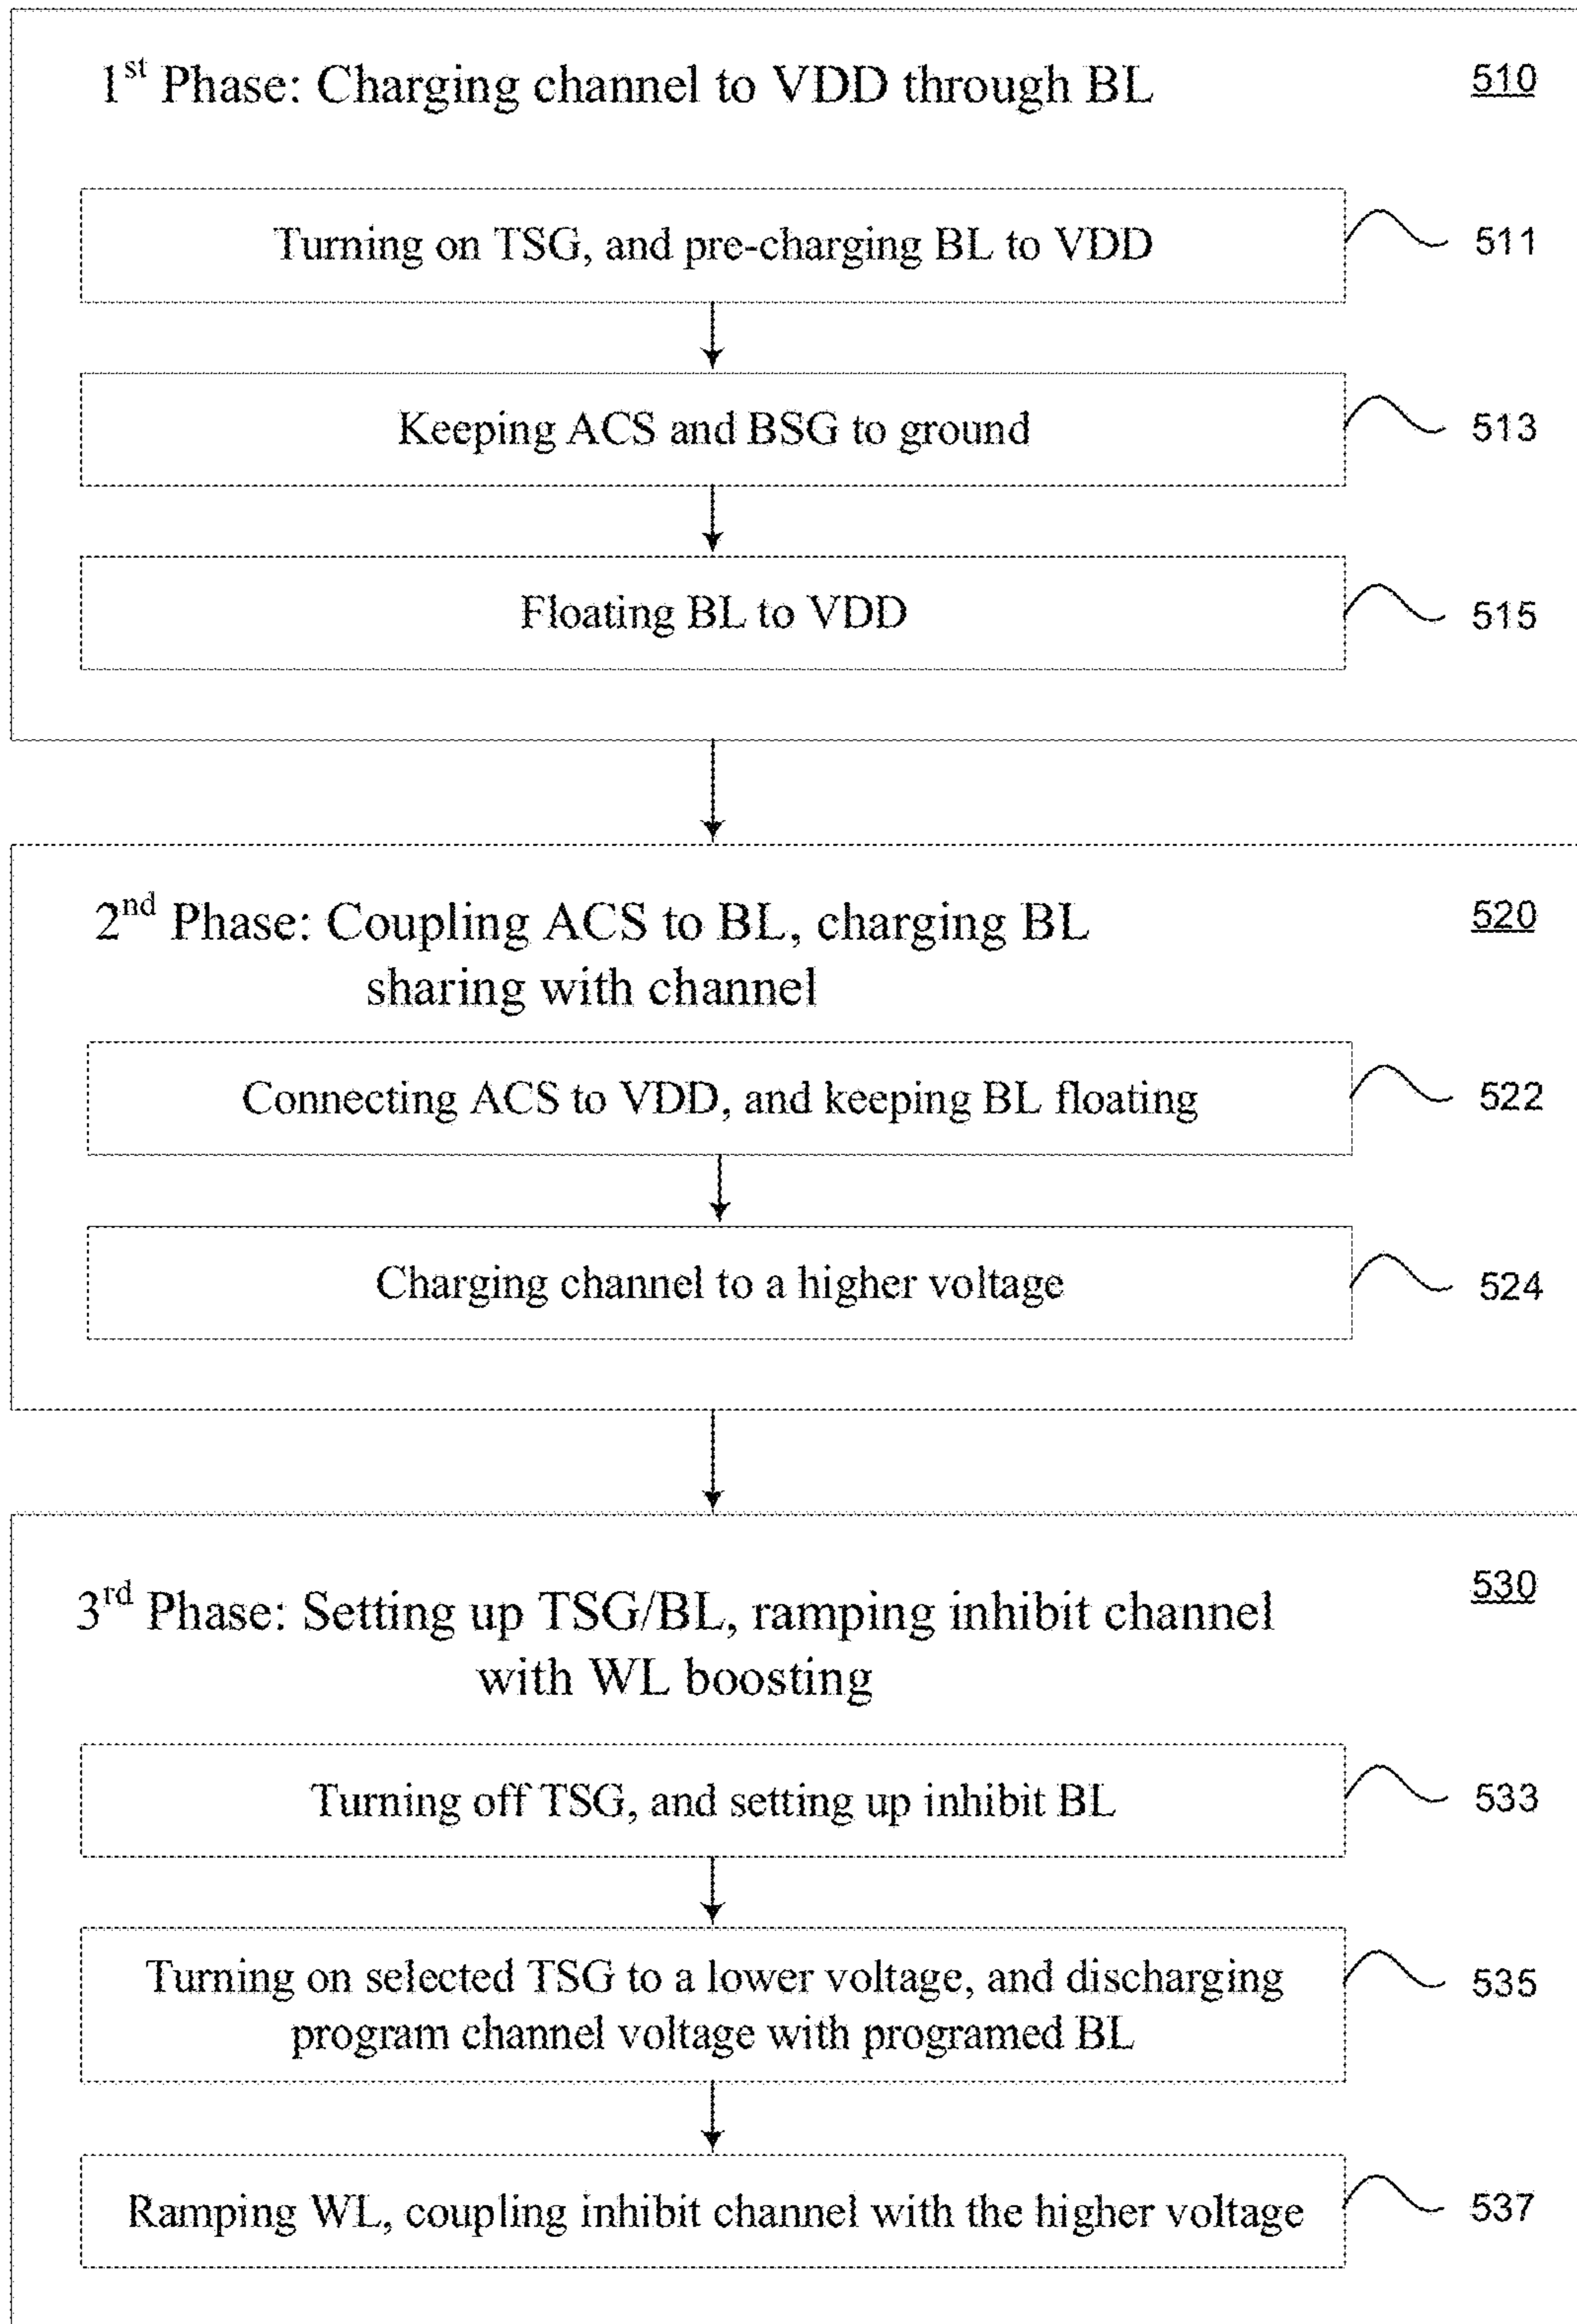 1st Phase: Charging channel to VDD through BL
510
Turning on TSG, and pre-charging BL to VDD
511
Keeping ACS and BSG to ground
513
Floating BL to VDD
515
2nd Phase: Coupling ACS to BL, charging BL
sharing with channel
520
Connecting ACS to VDD, and keeping BL floating
522
Charging channel to a higher voltage
524
3rd Phase: Setting up TSG/BL, ramping inhibit channel
with WL boosting
530
Turning off TSG, and setting up inhibit BL
533
Turning on selected TSG to a lower voltage, and discharging
program channel voltage with programed BL
535
Ramping WL, coupling inhibit channel with the higher voltage
537